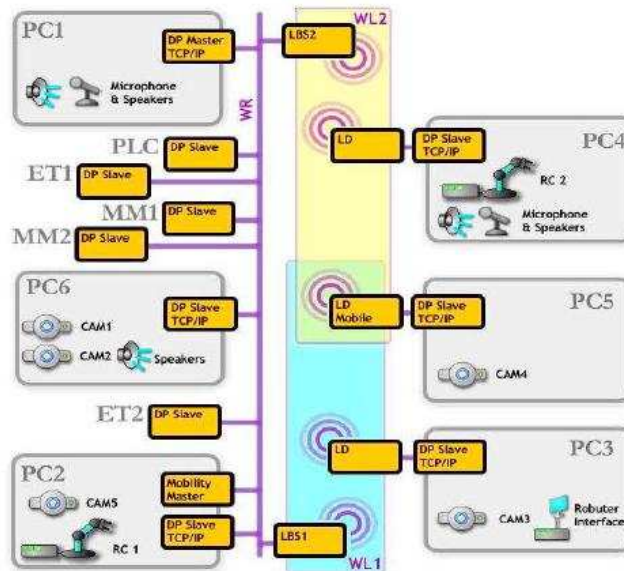 PC1
DP Master
TCP/IP
Microphone
& Speakers
LBS2
WL2
WR
PLC
DP Slave
ET1
DP Slave
MM1
DP Slave
MM2
DP Slave
LD
DP Slave
TCP/IP
PC4
RC 2
Microphone
& Speakers
PC6
CAM1
CAM2
Speakers
DP Slave
TCP/IP
LD
Mobile
DP Slave
TCP/IP
PC5
CAM4
ET2
DP Slave
PC2
CAM5
RC 1
Mobility
Master
DP Slave
TCP/IP
LD
DP Slave
TCP/IP
PC3
CAM3
Robuter
Interface
LBS1
WL1